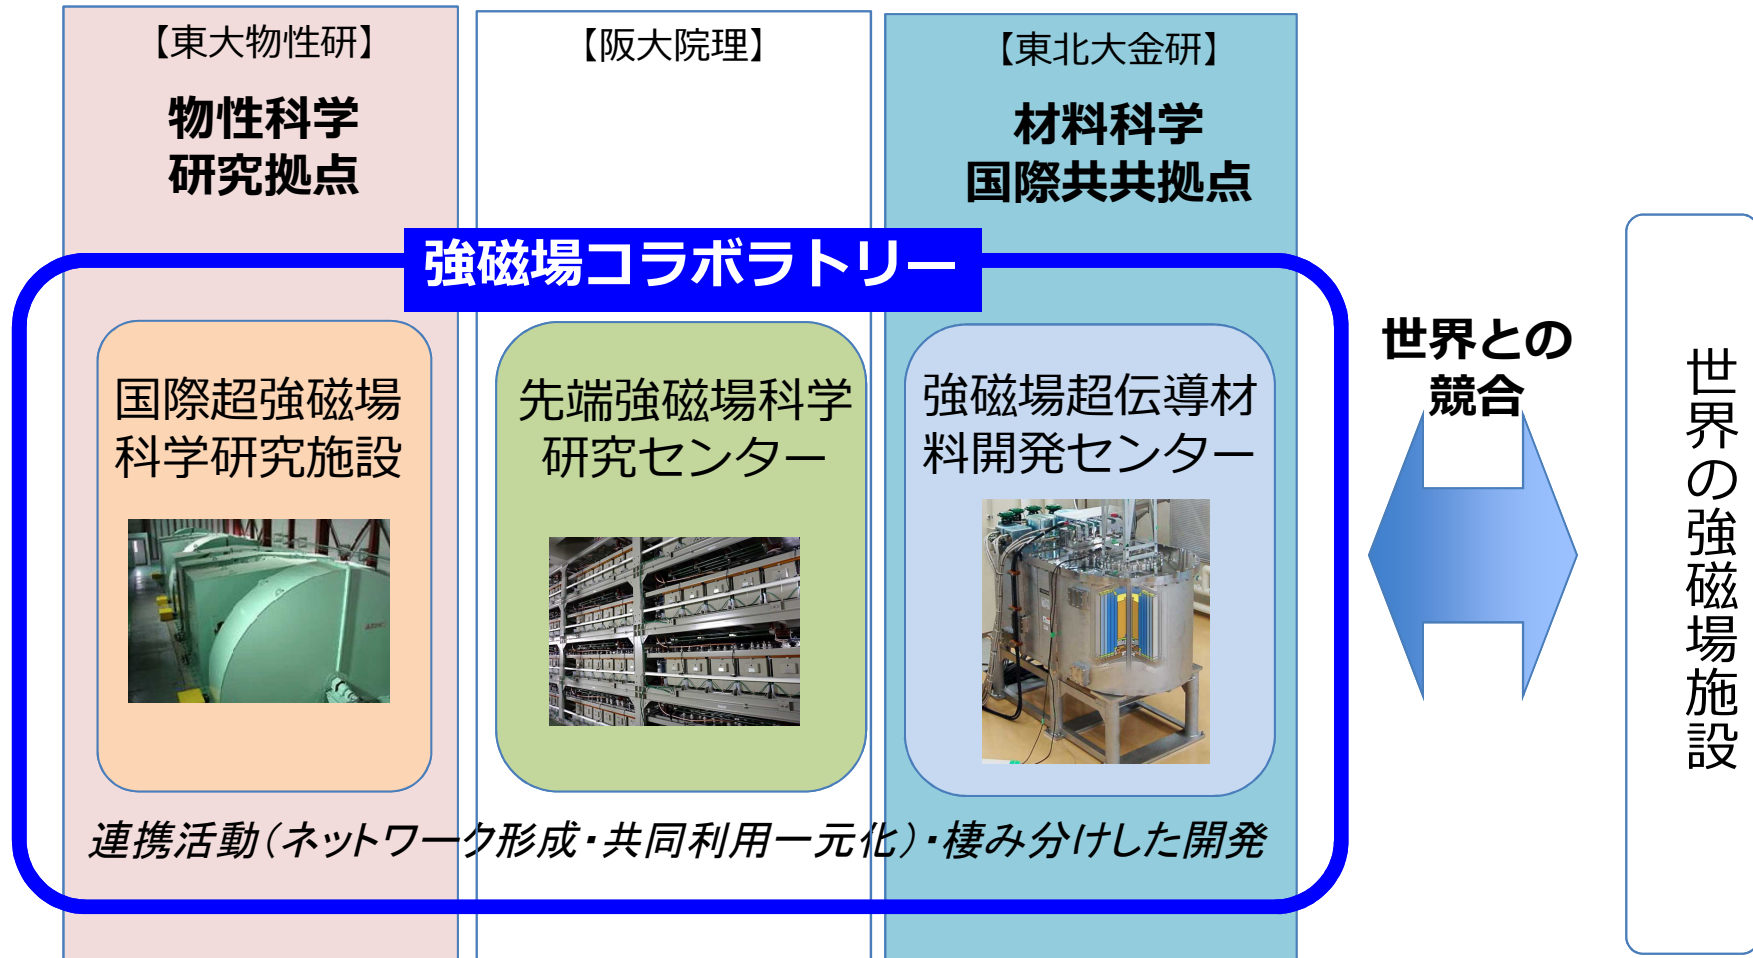 【東大物性研】
物性科学
研究拠点
【阪大院理】
【東北大金研】
材料科学
国際共共拠点
強磁場コラボラトリー
国際超強磁場
科学研究施設
先端強磁場科学
研究センター
強磁場超伝導材
料開発センター
連携活動（ネットワーク形成・共同利用一元化）・棲み分けした開発
世界との
競合
世界の強磁場施設